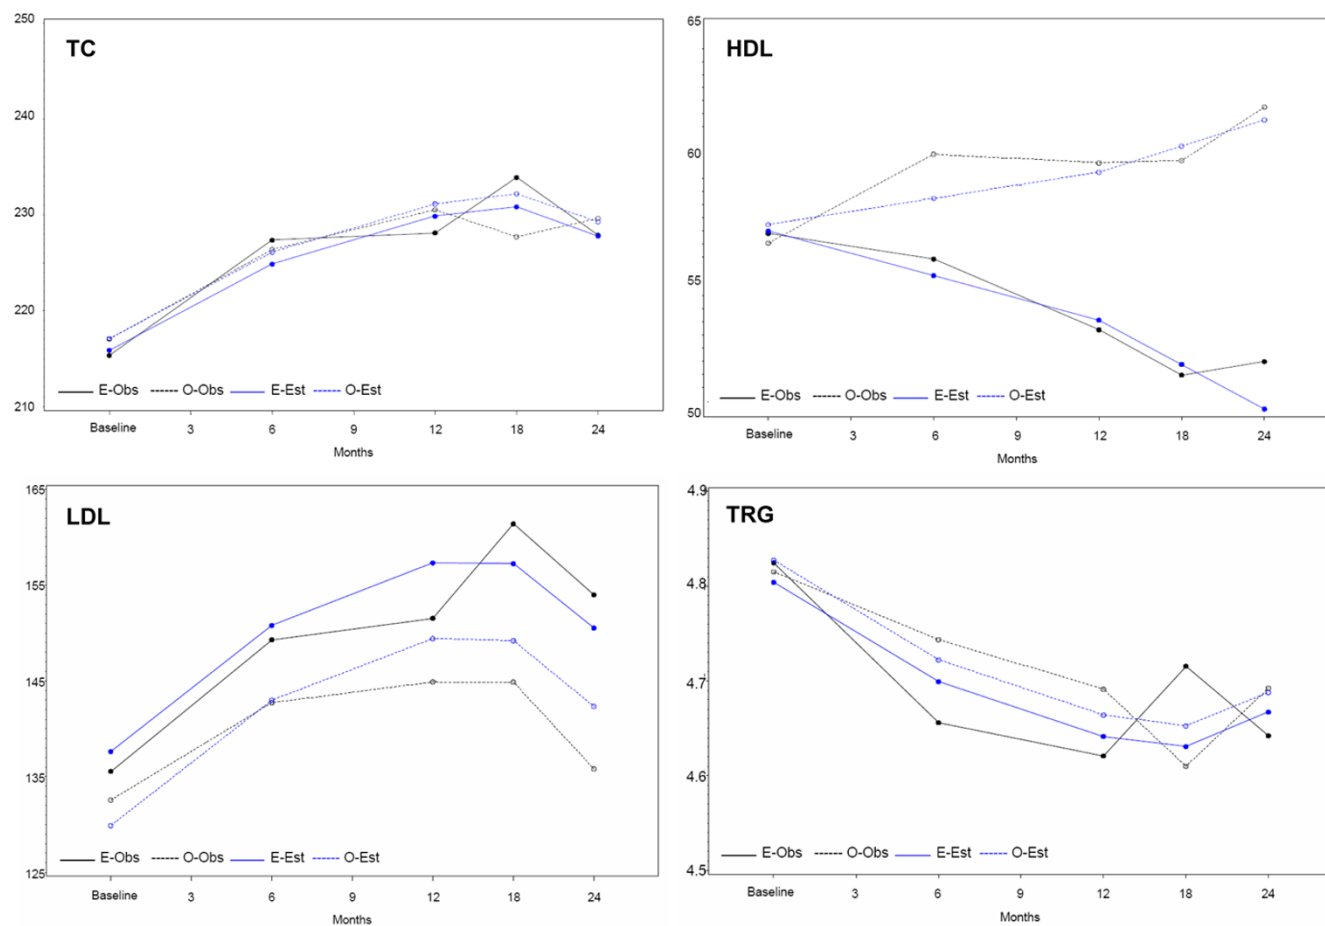 TC
250
240
230
220
210
E-Obs O-Obs E-Est O-Est
Baseline 3 6 9 12 18 24
Months
HDL
65
60
55
50
E-Obs O-Obs E-Est O-Est
Baseline 3 6 9 12 18 24
Months
LDL
165
155
145
135
125
E-Obs O-Obs E-Est O-Est
Baseline 3 6 9 12 18 24
Months
TRG
4.9
4.8
4.7
4.6
4.5
E-Obs O-Obs E-Est O-Est
Baseline 3 6 9 12 18 24
Months